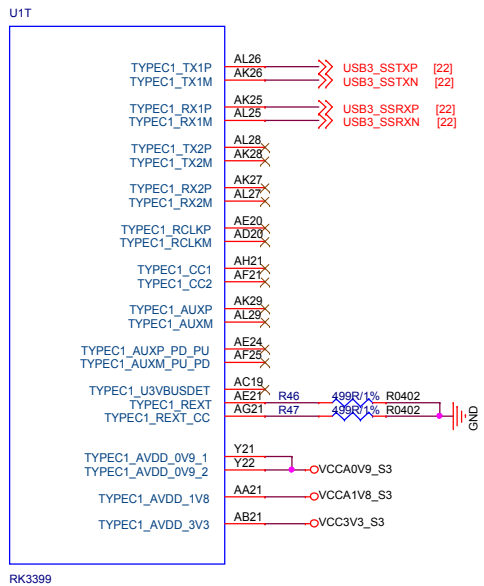 U1T
TYPEC1_TX1P AL26 USB3_SSTXP [22]
TYPEC1_TX1M AK26 USB3_SSTXN [22]
TYPEC1_RX1P AK25 USB3_SSRXP [22]
TYPEC1_RX1M AL25 USB3_SSRXN [22]
TYPEC1_TX2P AL28
TYPEC1_TX2M AK28
TYPEC1_RX2P AK27
TYPEC1_RX2M AL27
TYPEC1_RCLKP AE20
TYPEC1_RCLKM AD20
TYPEC1_CC1 AH21
TYPEC1_CC2 AF21
TYPEC1_AUXP AK29
TYPEC1_AUXM AL29
TYPEC1_AUXP_PD_PU AE24
TYPEC1_AUXM_PU_PD AF25
TYPEC1_U3VBUSDET AC19
TYPEC1_REXT AE21 R46 499R/1% R0402
TYPEC1_REXT_CC AG21 R47 499R/1% R0402
GND
TYPEC1_AVDD_0V9_1 Y21
TYPEC1_AVDD_0V9_2 Y22 VCCA0V9_S3
TYPEC1_AVDD_1V8 AA21 VCCA1V8_S3
TYPEC1_AVDD_3V3 AB21 VCC3V3_S3
RK3399